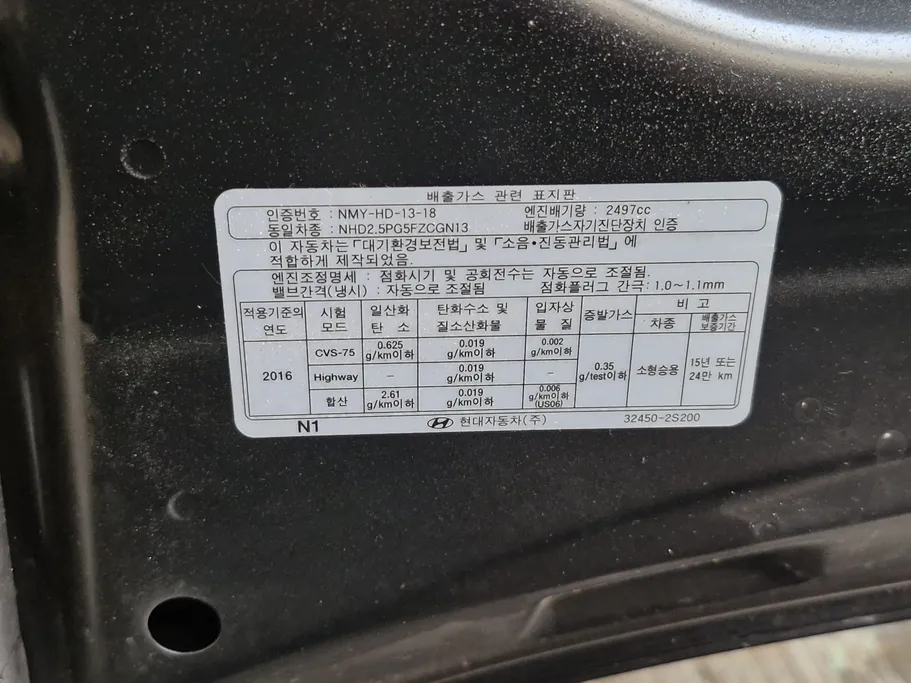 배출가스 관련 표지판
인증번호 : NMY-HD-13-18 엔진배기량 : 2497cc
동일차종 : NHD2.5PG5FZCGN13 배출가스자기진단장치 인증
이 자동차는「대기환경보전법」및「소음•진동관리법」에
적합하게 제작되었음.
엔진조정명세 : 점화시기 및 공회전수는 자동으로 조절됨.
밸브간격(냉시) : 자동으로 조절됨 점화플러그 간극: 1.0~1.1mm
적용기준의 연도 시험 모드 일산화 탄소 탄화수소 및 질소산화물 입자상 물질 증발가스 비고
차종 배출가스 보증기간
2016 CVS-75 0.625 g/km이하 0.019 g/km이하 0.002 g/km이하 0.35 g/test이하 소형승용 15년 또는 24만 km
Highway – 0.019 g/km이하 –
합산 2.61 g/km이하 0.019 g/km이하 0.006 g/km이하 (US06)
N1 현대자동차(주) 32450-2S200